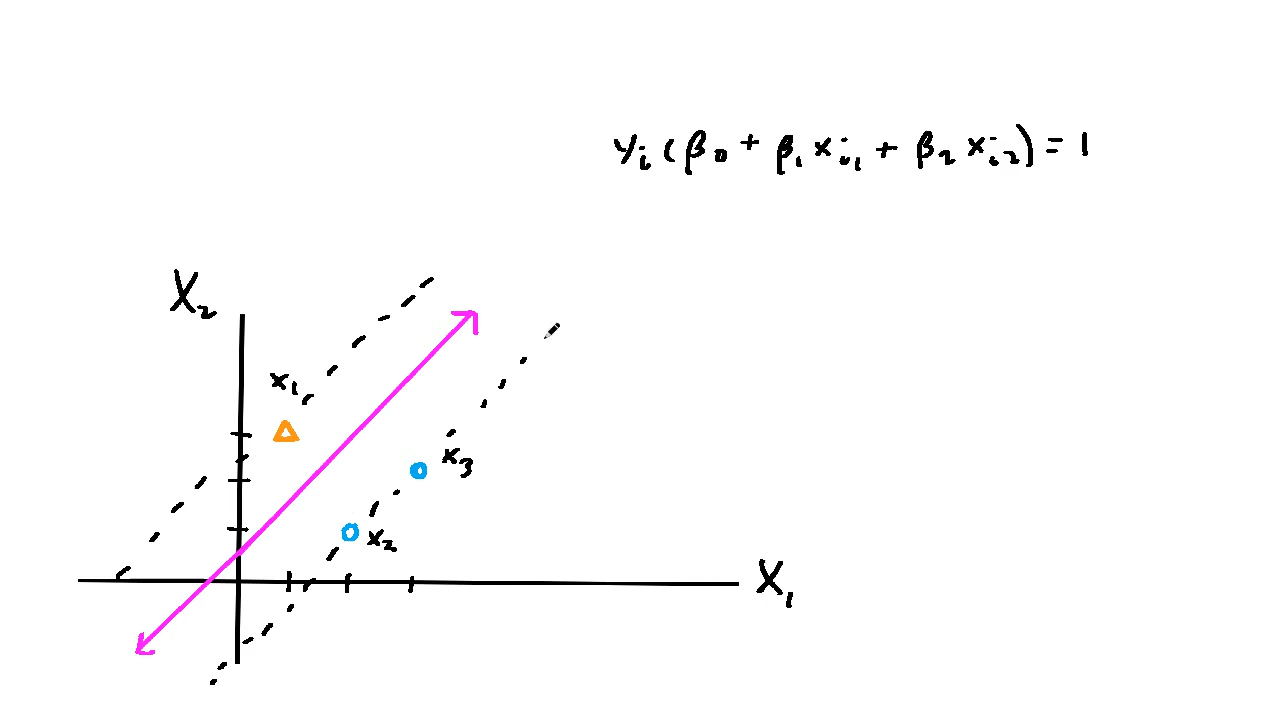 yᵢ(β₀ + β₁xᵢ₁ + β₂xᵢ₂) = 1
X₂
x₁
x₃
x₂
X₁